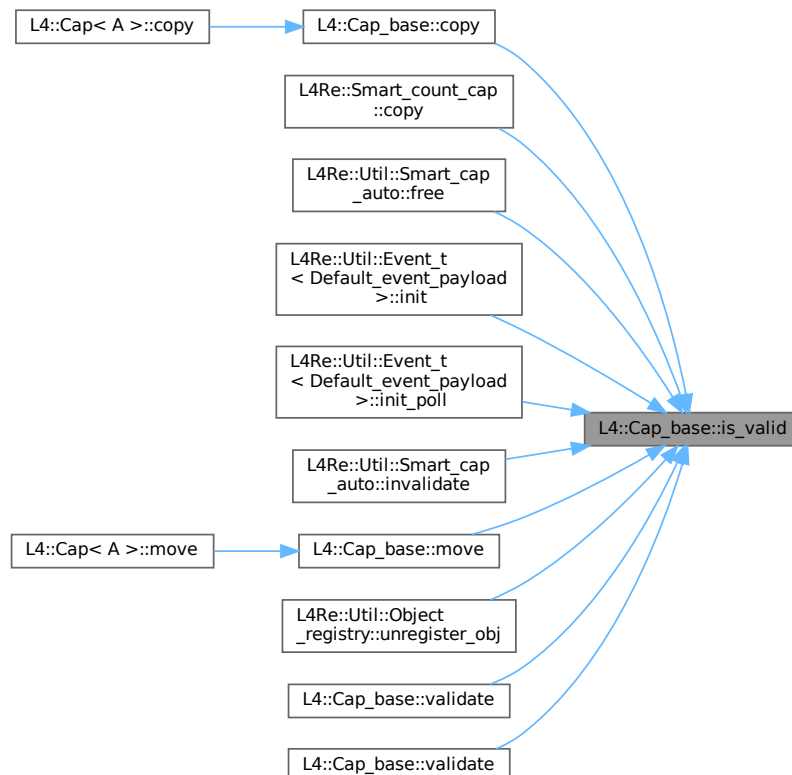 L4::Cap< A >::copy
L4::Cap_base::copy
L4Re::Smart_count_cap
::copy
L4Re::Util::Smart_cap
_auto::free
L4Re::Util::Event_t
< Default_event_payload
>::init
L4Re::Util::Event_t
< Default_event_payload
>::init_poll
L4::Cap_base::is_valid
L4Re::Util::Smart_cap
_auto::invalidate
L4::Cap< A >::move
L4::Cap_base::move
L4Re::Util::Object
_registry::unregister_obj
L4::Cap_base::validate
L4::Cap_base::validate